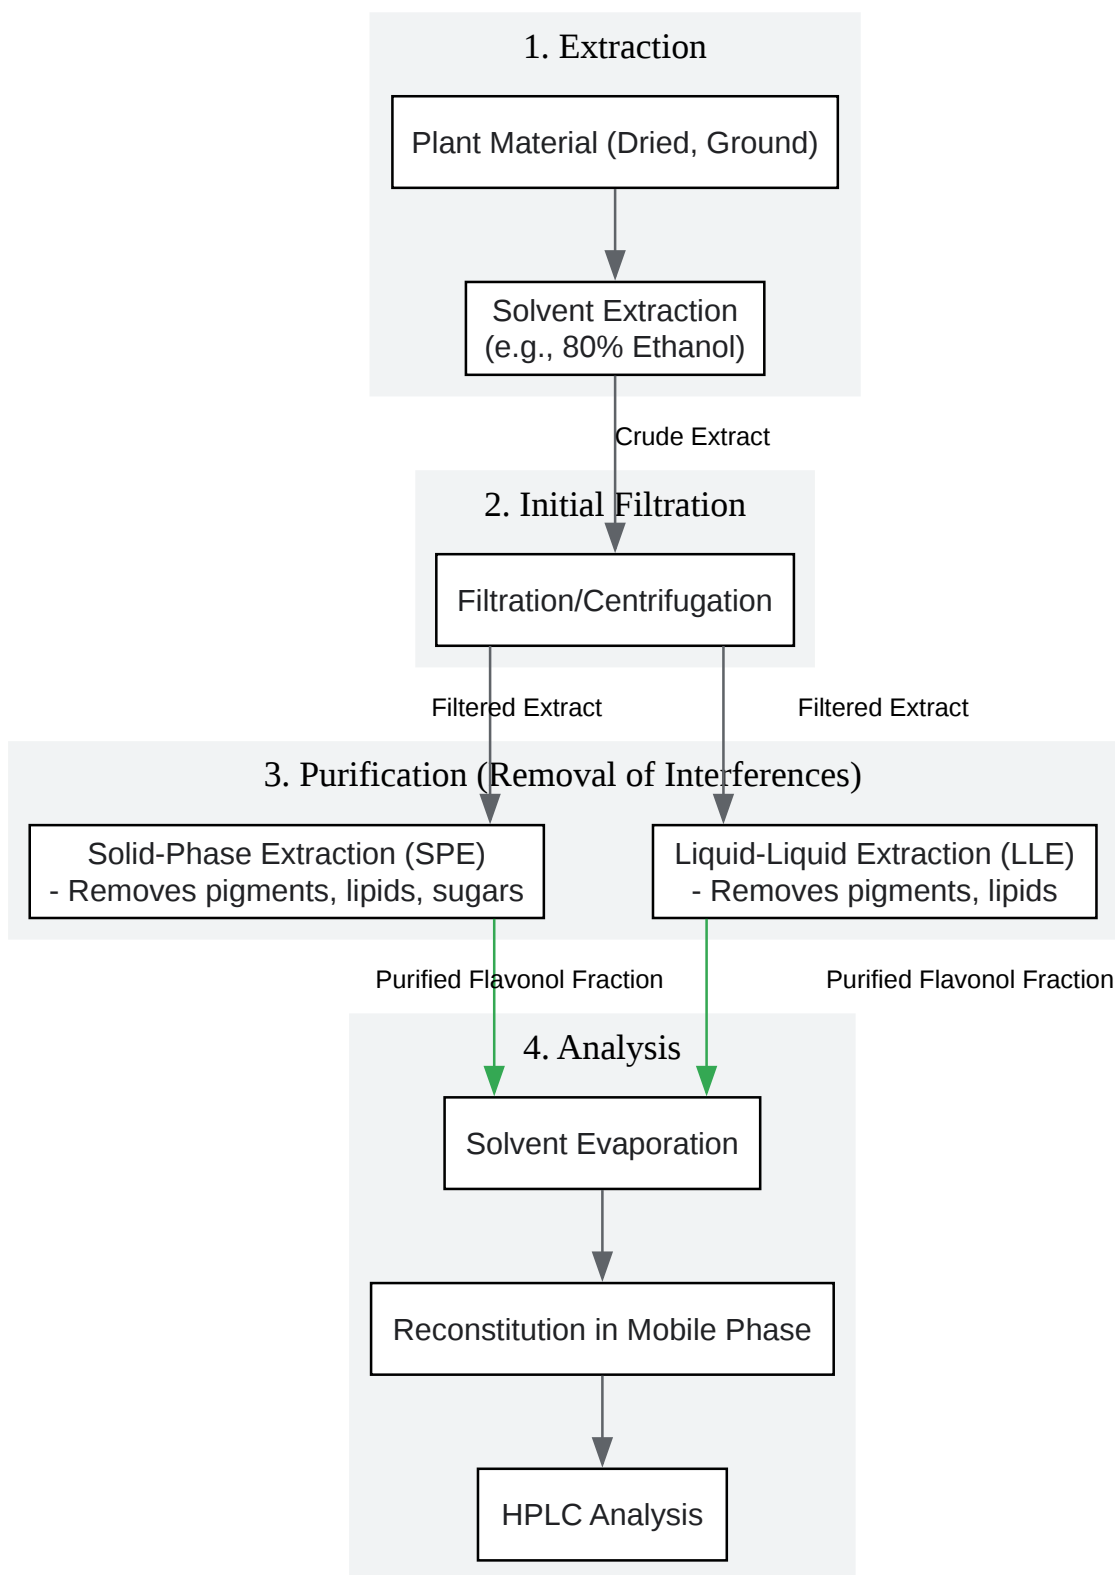 1. Extraction
Plant Material (Dried, Ground)
Solvent Extraction
(e.g., 80% Ethanol)
Crude Extract
2. Initial Filtration
Filtration/Centrifugation
Filtered Extract
Filtered Extract
3. Purification (Removal of Interferences)
Solid-Phase Extraction (SPE)
- Removes pigments, lipids, sugars
Liquid-Liquid Extraction (LLE)
- Removes pigments, lipids
Purified Flavonol Fraction
Purified Flavonol Fraction
4. Analysis
Solvent Evaporation
Reconstitution in Mobile Phase
HPLC Analysis